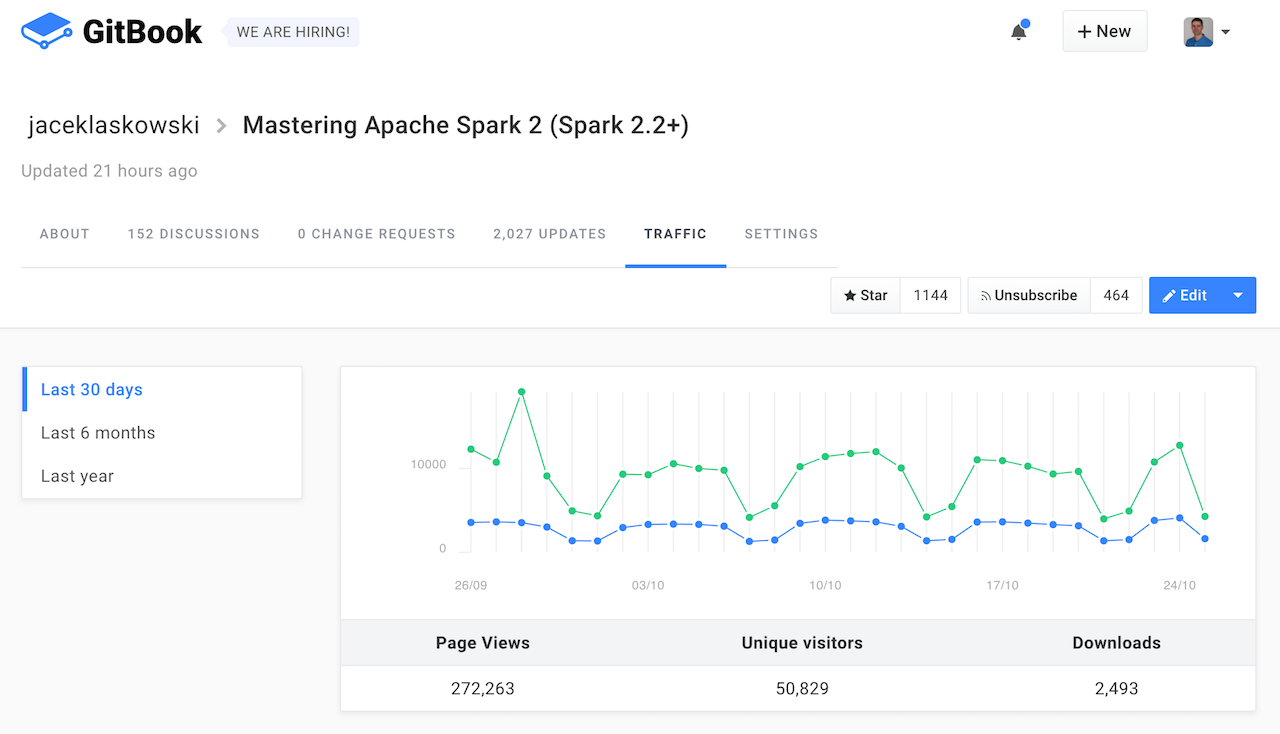 GitBook WE ARE HIRING! + New
jaceklaskowski > Mastering Apache Spark 2 (Spark 2.2+)
Updated 21 hours ago
ABOUT 152 DISCUSSIONS 0 CHANGE REQUESTS 2,027 UPDATES TRAFFIC SETTINGS
Star 1144 Unsubscribe 464 Edit
Last 30 days
Last 6 months
Last year
10000
0
26/09 03/10 10/10 17/10 24/10
Page Views Unique visitors Downloads
272,263 50,829 2,493